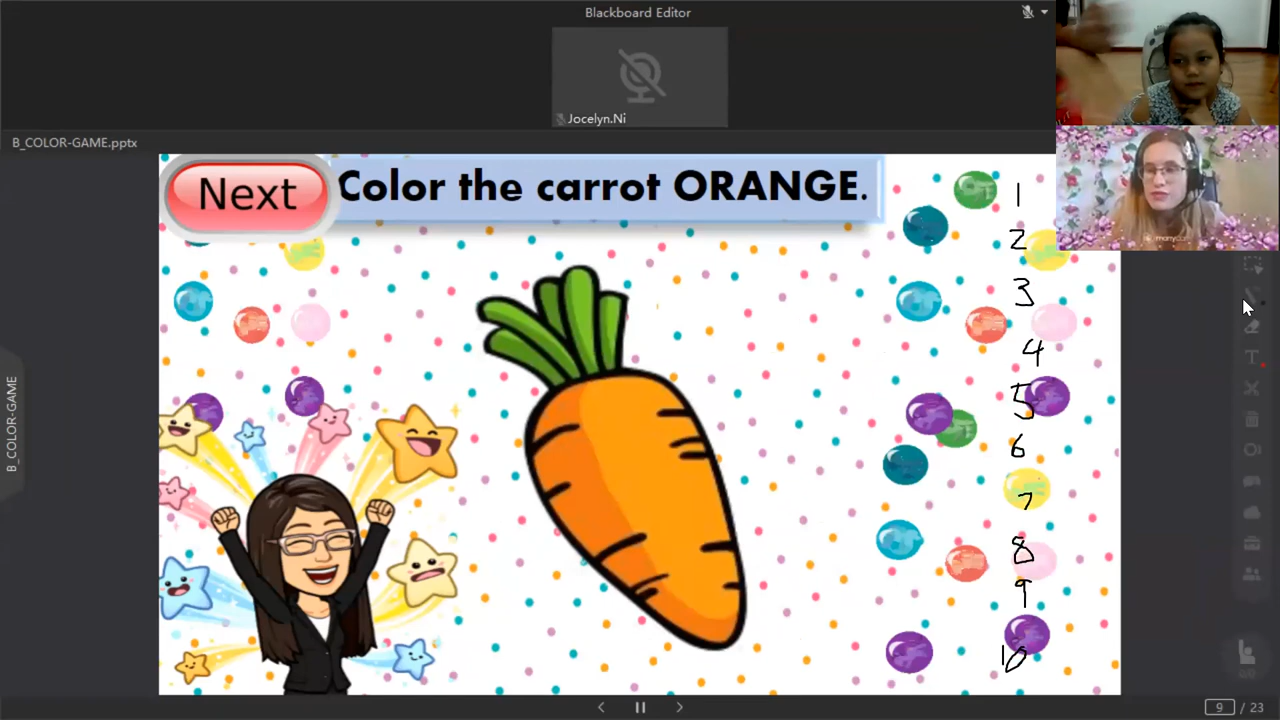 Blackboard Editor
Jocelyn.Ni
B_COLOR-GAME.pptx
Next
Color the carrot ORANGE.
1
2
3
4
5
6
7
8
9
10
B_COLOR-GAME
T
9 / 23